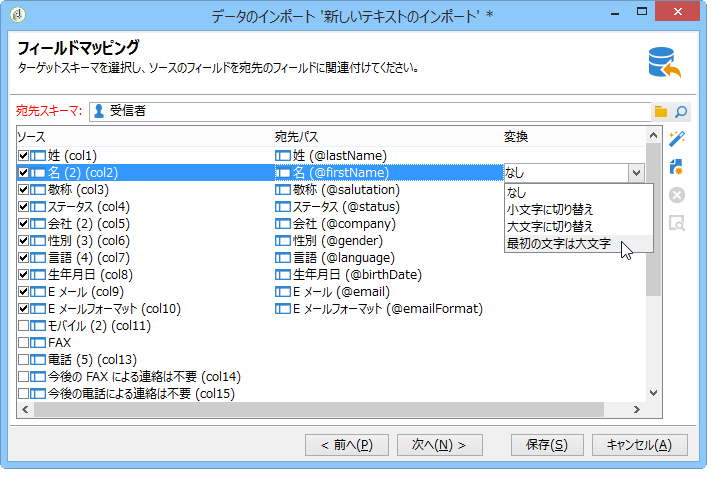 データのインポート '新しいテキストのインポート' *
フィールドマッピング
ターゲットスキーマを選択し、ソースのフィールドを宛先のフィールドに関連付けてください。
宛先スキーマ: 受信者
ソース 宛先パス 変換
姓 (col1) 姓 (@lastName)
名 (2) (col2) 名 (@firstName) なし
敬称 (col3) 敬称 (@salutation) なし
ステータス (col4) ステータス (@status) 小文字に切り替え
会社 (2) (col5) 会社 (@company) 大文字に切り替え
性別 (3) (col6) 性別 (@gender) 最初の文字は大文字
言語 (4) (col7) 言語 (@language)
生年月日 (col8) 生年月日 (@birthDate)
E メール (col9) E メール (@email)
E メールフォーマット (col10) E メールフォーマット (@emailFormat)
モバイル (2) (col11)
FAX
電話 (5) (col13)
今後の FAX による連絡は不要 (col14)
今後の電話による連絡は不要 (col15)
< 前へ(P) 次へ(N) > 保存(S) キャンセル(A)